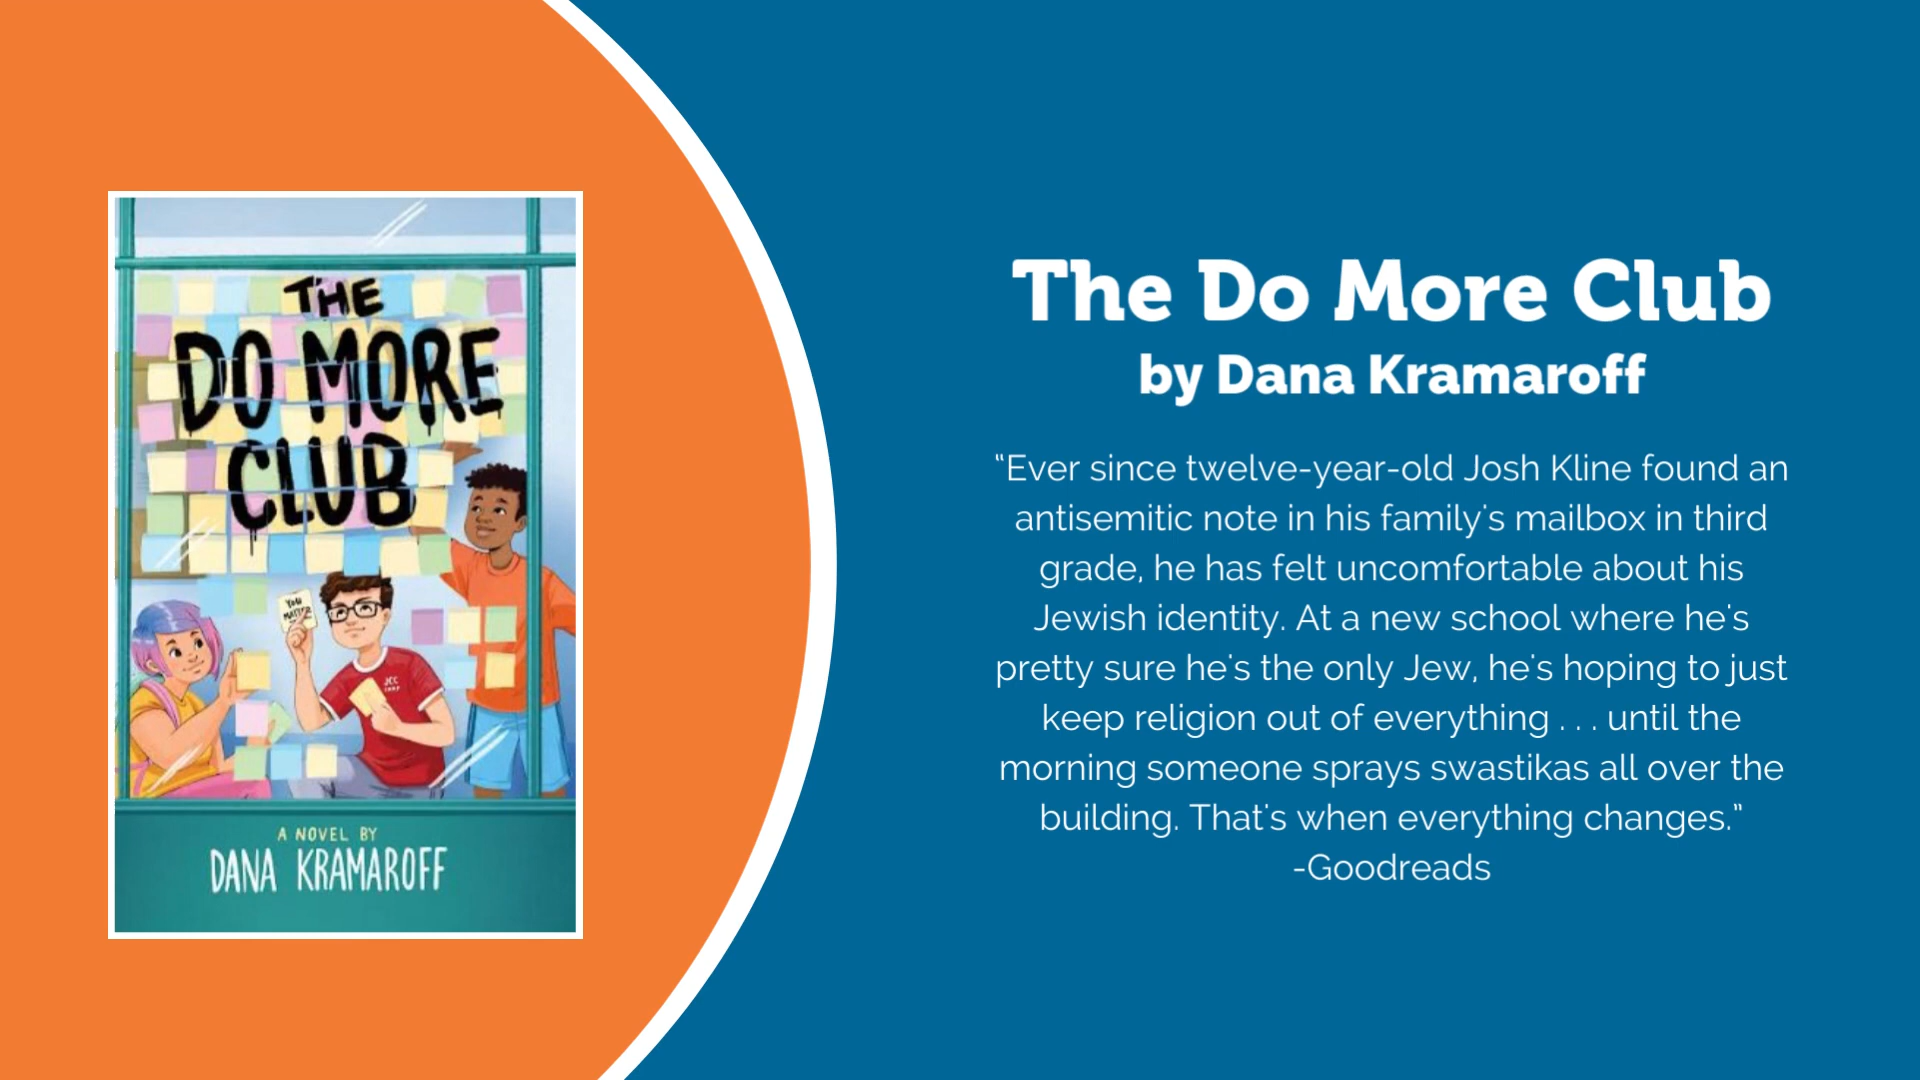 THE
DO MORE
CLUB
YOU
MATTER
JCC
CAMP
A NOVEL BY
DANA KRAMAROFF
The Do More Club
by Dana Kramaroff
“Ever since twelve-year-old Josh Kline found an
antisemitic note in his family's mailbox in third
grade, he has felt uncomfortable about his
Jewish identity. At a new school where he's
pretty sure he's the only Jew, he's hoping to just
keep religion out of everything . . . until the
morning someone sprays swastikas all over the
building. That's when everything changes.”
-Goodreads